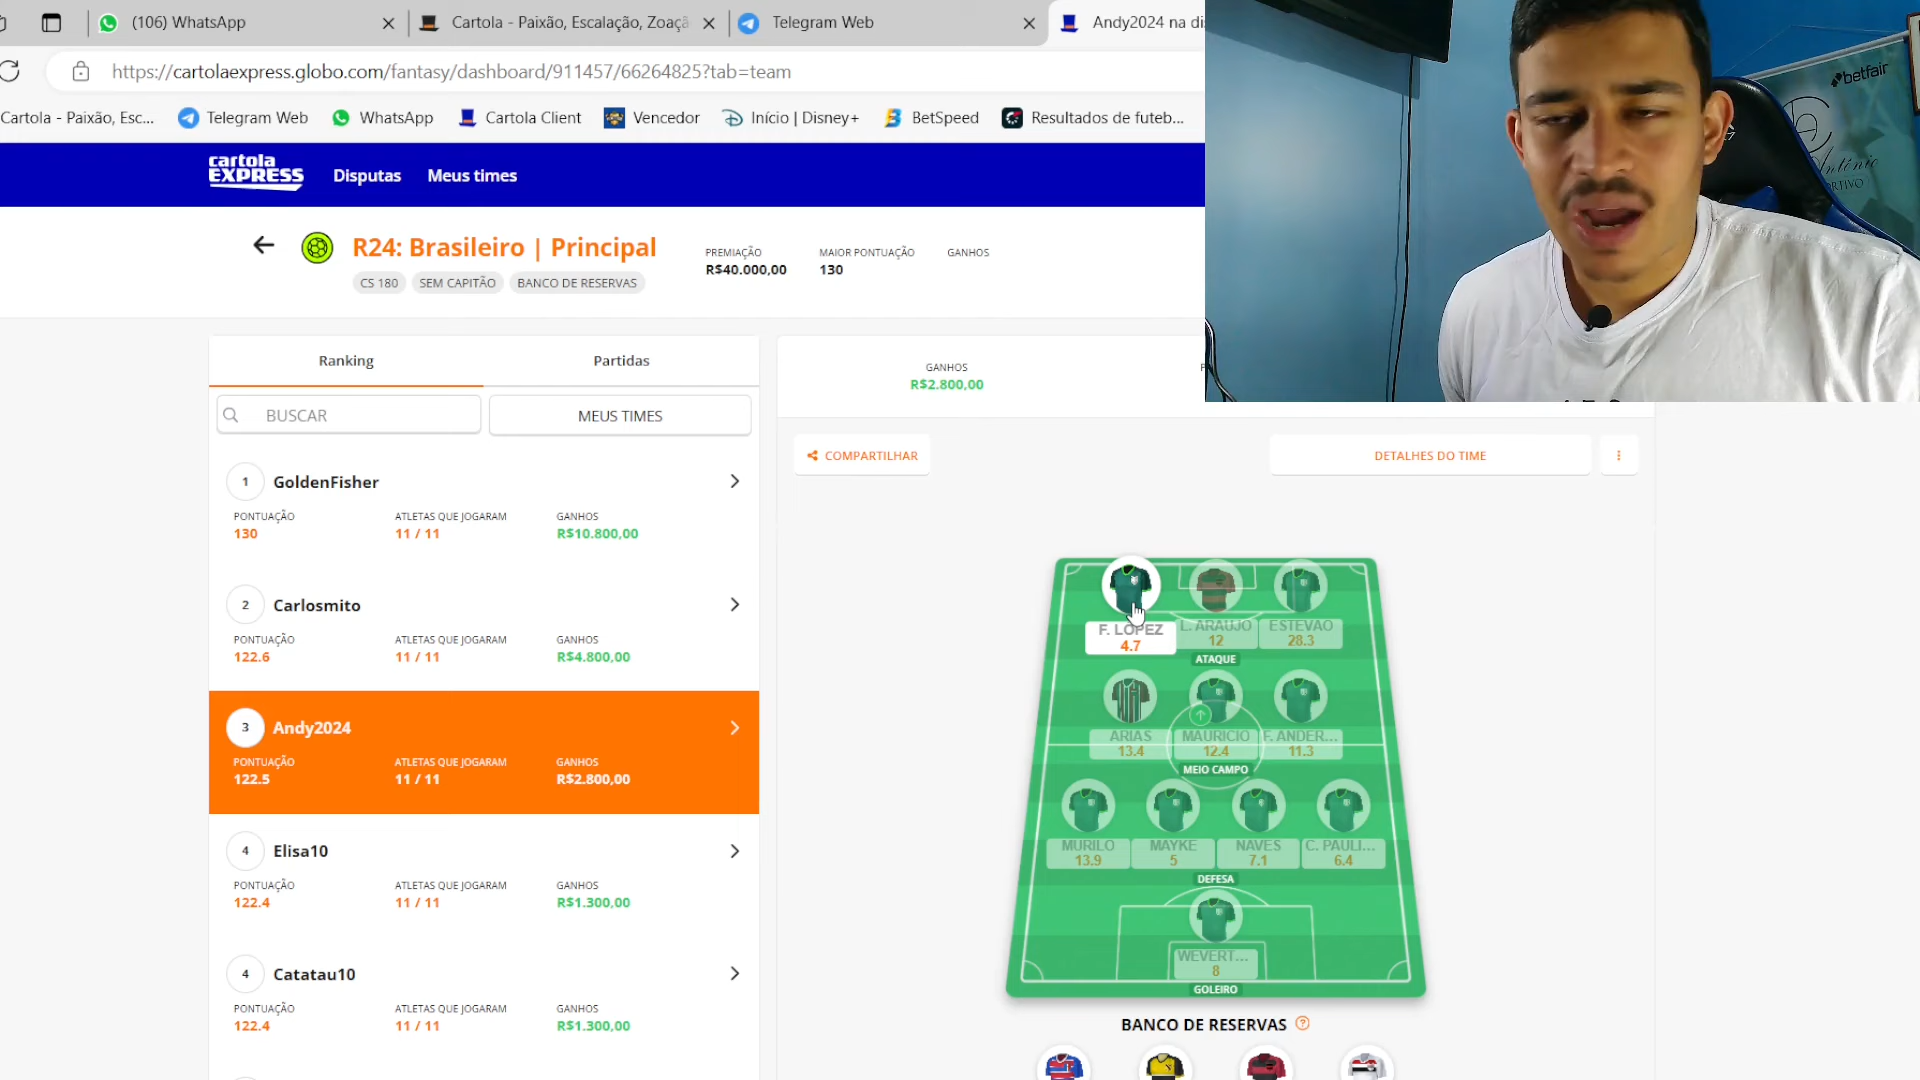 (106) WhatsApp
Cartola - Paixão, Escalação, Zoaçã
Telegram Web
Andy2024 na dis
https://cartolaexpress.globo.com/fantasy/dashboard/911457/66264825?tab=team
Cartola - Paixão, Esc...
Telegram Web
WhatsApp
Cartola Client
Vencedor
Início | Disney+
BetSpeed
Resultados de futeb...
betfair
cartola
EXPRESS
Disputas
Meus times
R24: Brasileiro | Principal
CS 180
SEM CAPITÃO
BANCO DE RESERVAS
PREMIAÇÃO
R$40.000,00
MAIOR PONTUAÇÃO
130
GANHOS
Ranking
Partidas
BUSCAR
MEUS TIMES
1
GoldenFisher
PONTUAÇÃO
ATLETAS QUE JOGARAM
GANHOS
130
11 / 11
R$10.800,00
2
Carlosmito
PONTUAÇÃO
ATLETAS QUE JOGARAM
GANHOS
122.6
11 / 11
R$4.800,00
3
Andy2024
PONTUAÇÃO
ATLETAS QUE JOGARAM
GANHOS
122.5
11 / 11
R$2.800,00
4
Elisa10
PONTUAÇÃO
ATLETAS QUE JOGARAM
GANHOS
122.4
11 / 11
R$1.300,00
4
Catatau10
PONTUAÇÃO
ATLETAS QUE JOGARAM
GANHOS
122.4
11 / 11
R$1.300,00
GANHOS
R$2.800,00
COMPARTILHAR
DETALHES DO TIME
F. LOPEZ
4.7
L. ARAUJO
12
ESTEVAO
28.3
ATAQUE
ARIAS
13.4
MAURICIO
12.4
F. ANDER...
11.3
MEIO CAMPO
MURILO
13.9
MAYKE
5
NAVES
7.1
C. PAULI...
6.4
DEFESA
WEVERT...
8
GOLEIRO
BANCO DE RESERVAS